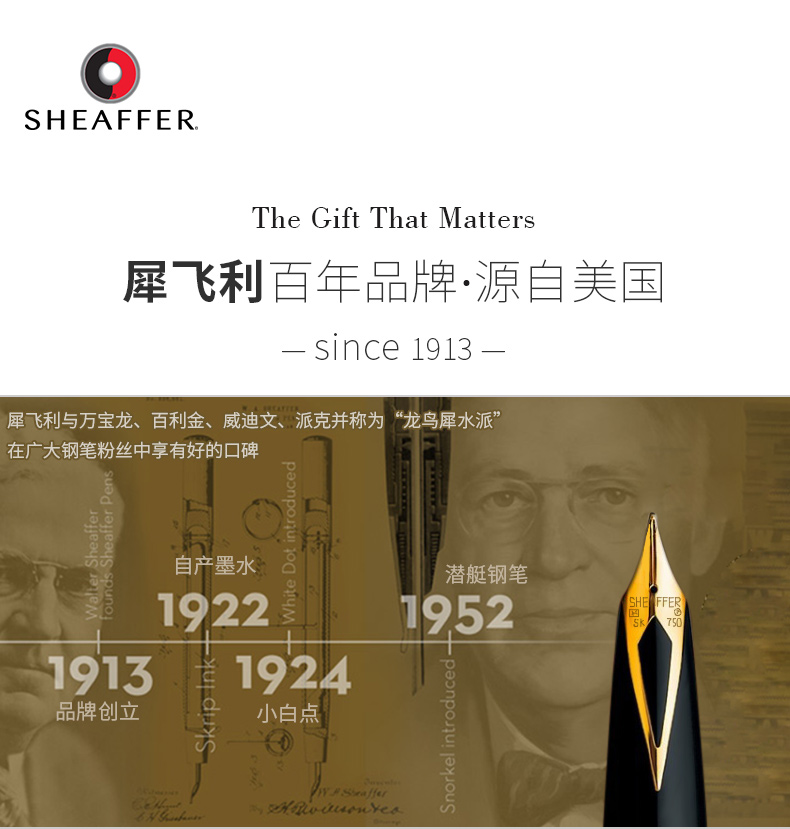 SHEAFFER
The Gift That Matters
犀飞利百年品牌·源自美国
— since 1913 —
犀飞利与万宝龙、百利金、威迪文、派克并称为“龙鸟犀水派”
在广大钢笔粉丝中享有好的口碑
Walter Sheaffer
founds Sheaffer Pens
1913
品牌创立
自产墨水
1922
Skrip Ink
White Dot introduced
1924
小白点
潜艇钢笔
1952
Snorkel introduced
SHEAFFER
750